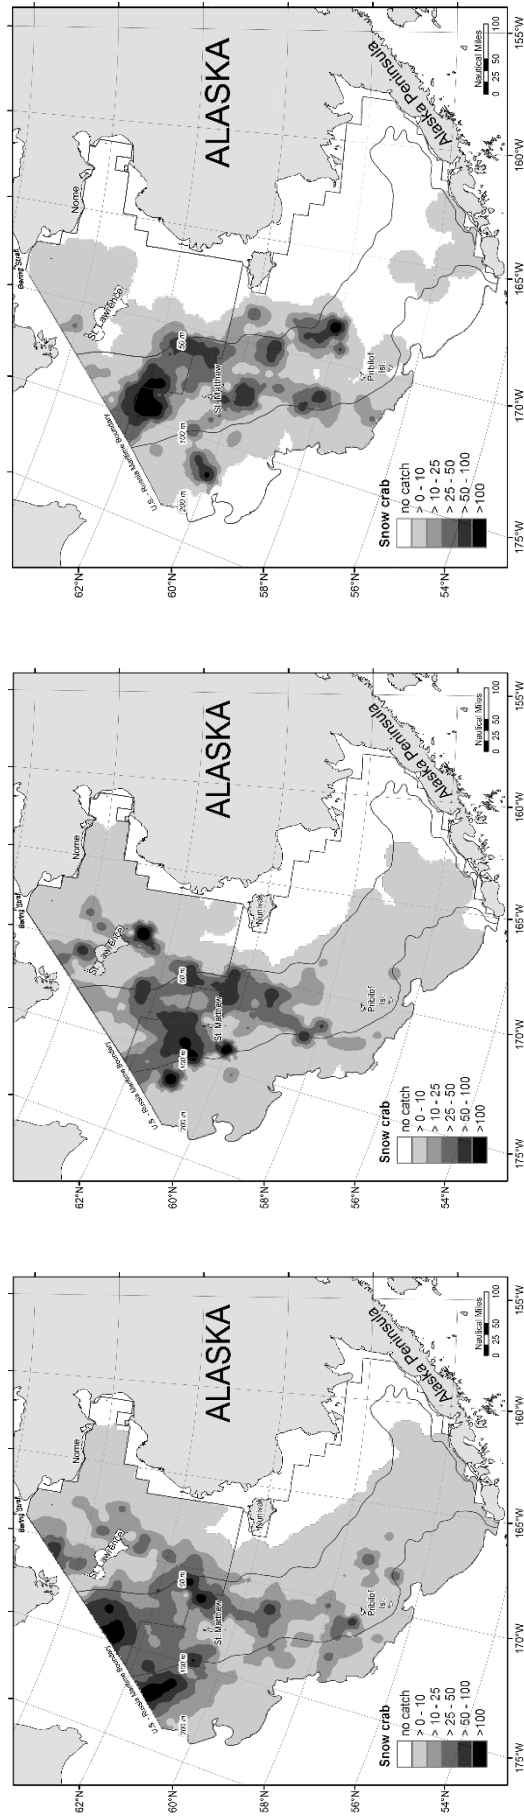 62°N
60°N
58°N
56°N
54°N
175°W
170°W
165°W
160°W
155°W
Bering Strait
Nome
St. Lawrence
U.S. - Russia Maritime Boundary
ALASKA
50 m
100 m
200 m
St. Matthew
Nunivak
Pribilof
Isl.
Alaska Peninsula
Snow crab
no catch
> 0 - 10
> 10 - 25
> 25 - 50
> 50 - 100
>100
Nautical Miles
0 25 50 100
62°N
60°N
58°N
56°N
54°N
175°W
170°W
165°W
160°W
155°W
Bering Strait
Nome
St. Lawrence
U.S. - Russia Maritime Boundary
ALASKA
50 m
100 m
200 m
St. Matthew
Nunivak
Pribilof
Isl.
Alaska Peninsula
Snow crab
no catch
> 0 - 10
> 10 - 25
> 25 - 50
> 50 - 100
>100
Nautical Miles
0 25 50 100
62°N
60°N
58°N
56°N
54°N
175°W
170°W
165°W
160°W
155°W
Bering Strait
Nome
St. Lawrence
U.S. - Russia Maritime Boundary
ALASKA
50 m
100 m
200 m
St. Matthew
Pribilof
Isl.
Alaska Peninsula
Snow crab
no catch
> 0 - 10
> 10 - 25
> 25 - 50
> 50 - 100
>100
Nautical Miles
0 25 50 100